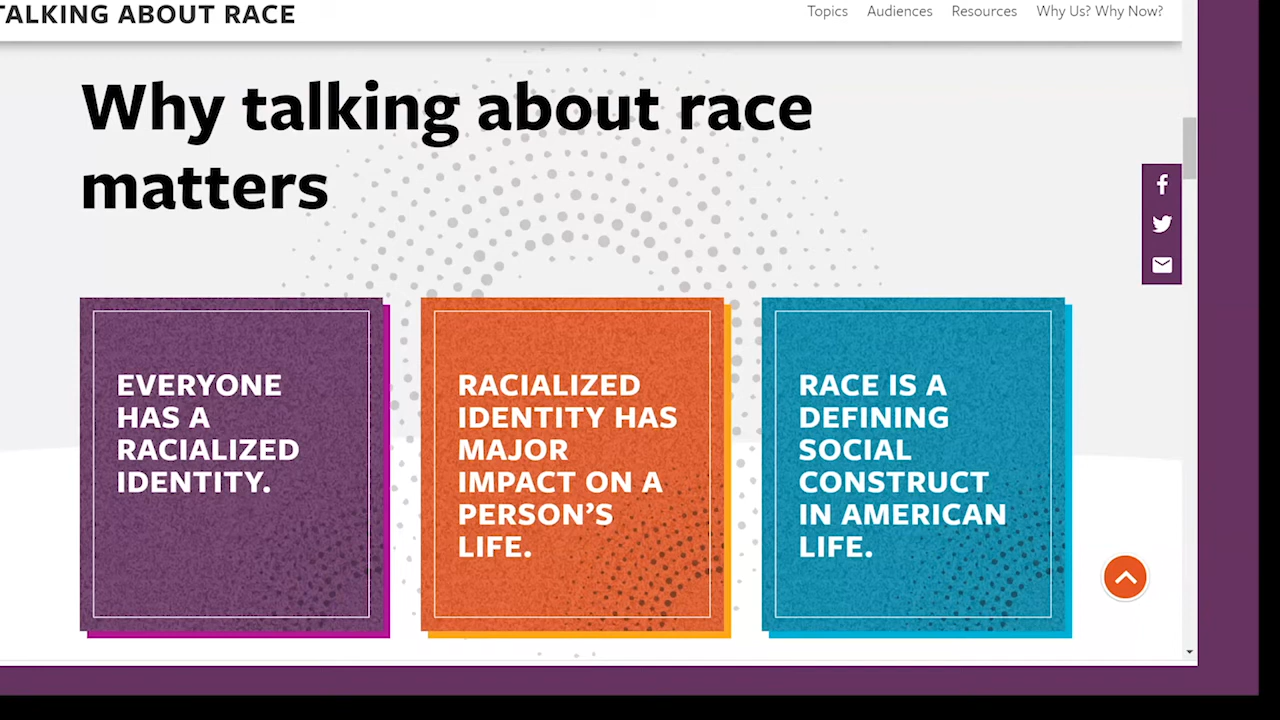 TALKING ABOUT RACE
Topics Audiences Resources Why Us? Why Now?
Why talking about race
matters
EVERYONE
HAS A
RACIALIZED
IDENTITY.
RACIALIZED
IDENTITY HAS
MAJOR
IMPACT ON A
PERSON’S
LIFE.
RACE IS A
DEFINING
SOCIAL
CONSTRUCT
IN AMERICAN
LIFE.